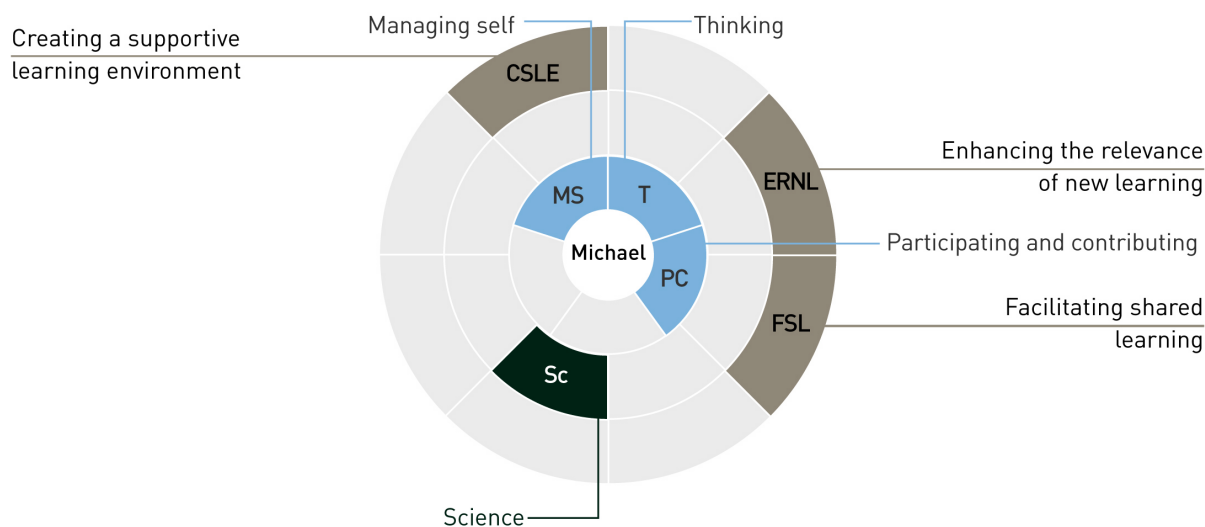 Managing self
Thinking
Creating a supportive
learning environment
CSLE
Enhancing the relevance
of new learning
ERNL
MS
T
Participating and contributing
Michael
PC
Facilitating shared
learning
FSL
Sc
Science